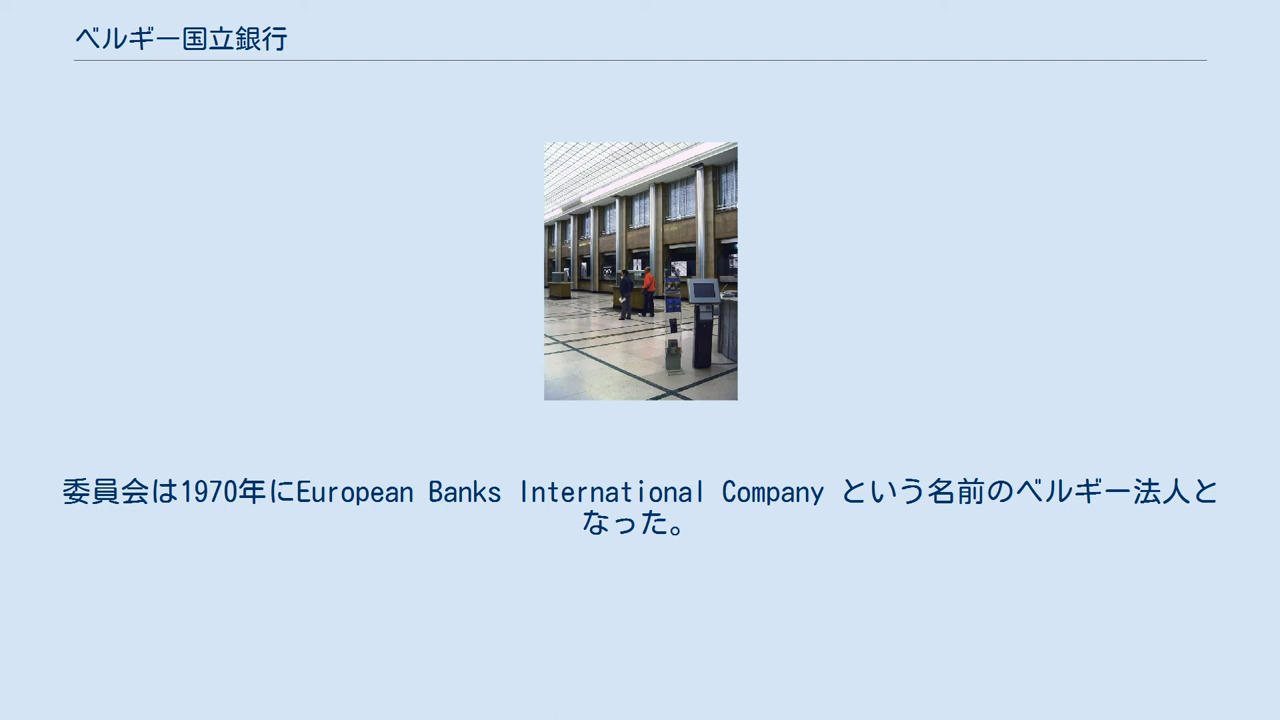 ベルギー国立銀行
委員会は1970年にEuropean Banks International Company という名前のベルギー法人と
なった。